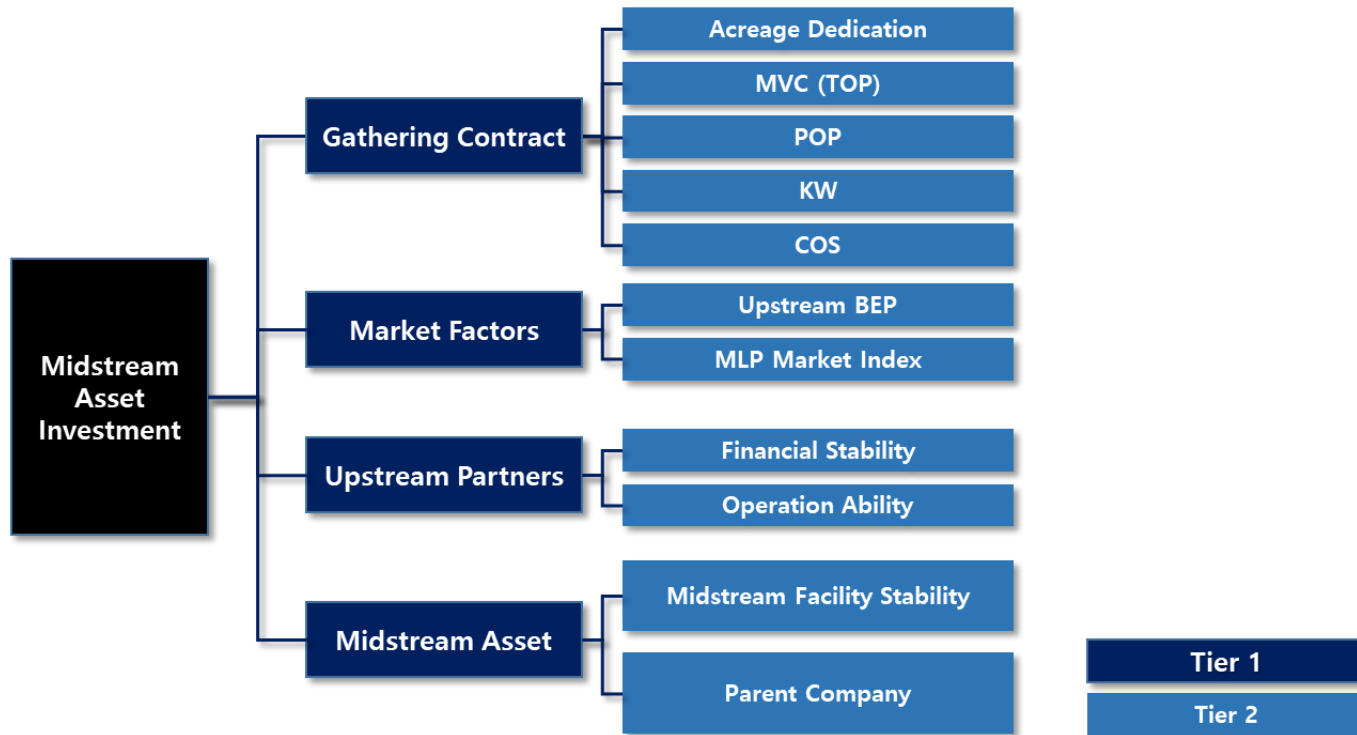 Midstream
Asset
Investment
Gathering Contract
Acreage Dedication
MVC (TOP)
POP
KW
COS
Market Factors
Upstream BEP
MLP Market Index
Upstream Partners
Financial Stability
Operation Ability
Midstream Asset
Midstream Facility Stability
Parent Company
Tier 1
Tier 2